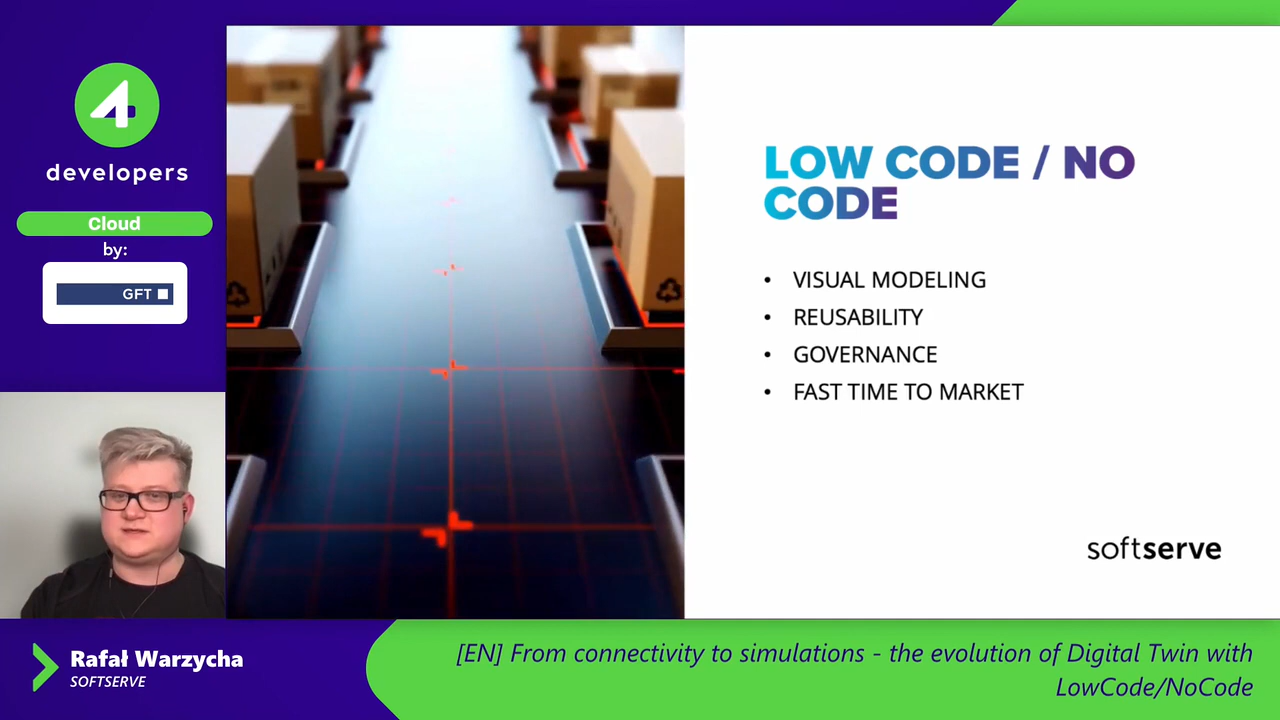 4
developers
Cloud
by:
GFT
LOW CODE / NO
CODE
• VISUAL MODELING
• REUSABILITY
• GOVERNANCE
• FAST TIME TO MARKET
softserve
Rafał Warzycha
SOFTSERVE
[EN] From connectivity to simulations - the evolution of Digital Twin with
LowCode/NoCode